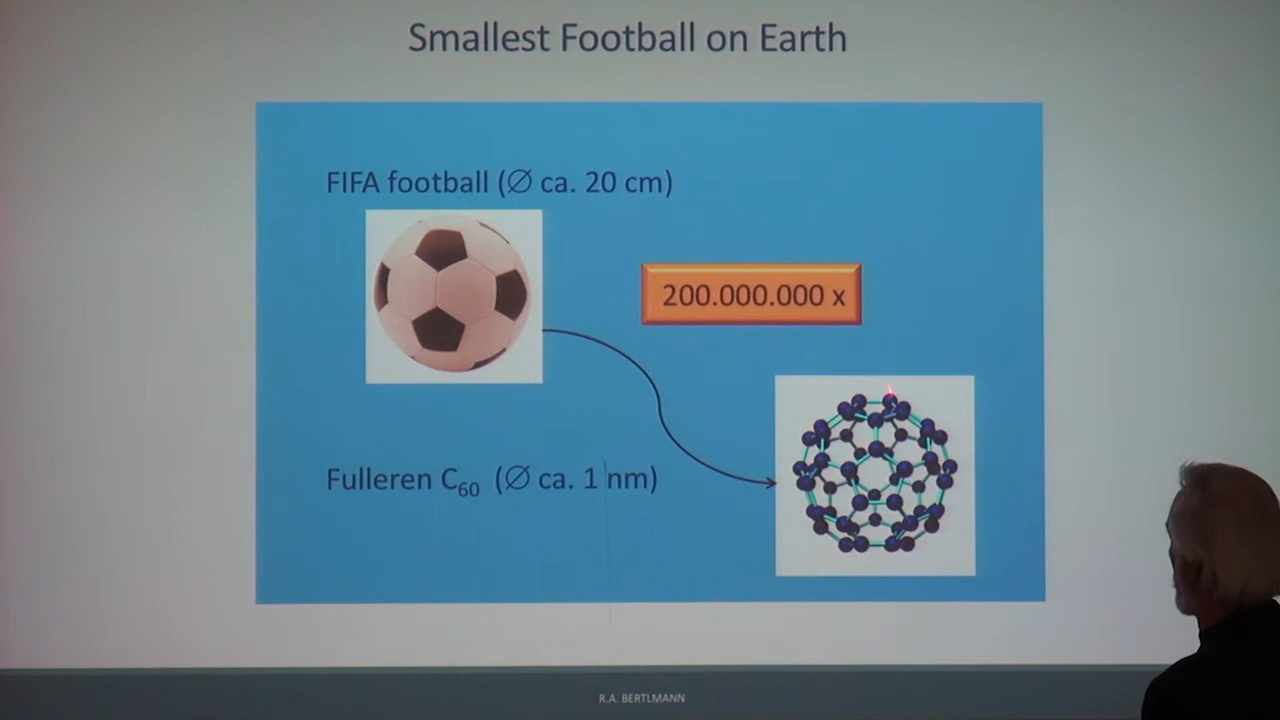 Smallest Football on Earth
FIFA football (∅ ca. 20 cm)
200.000.000 x
Fulleren C₆₀ (∅ ca. 1 nm)
R.A. BERTLMANN